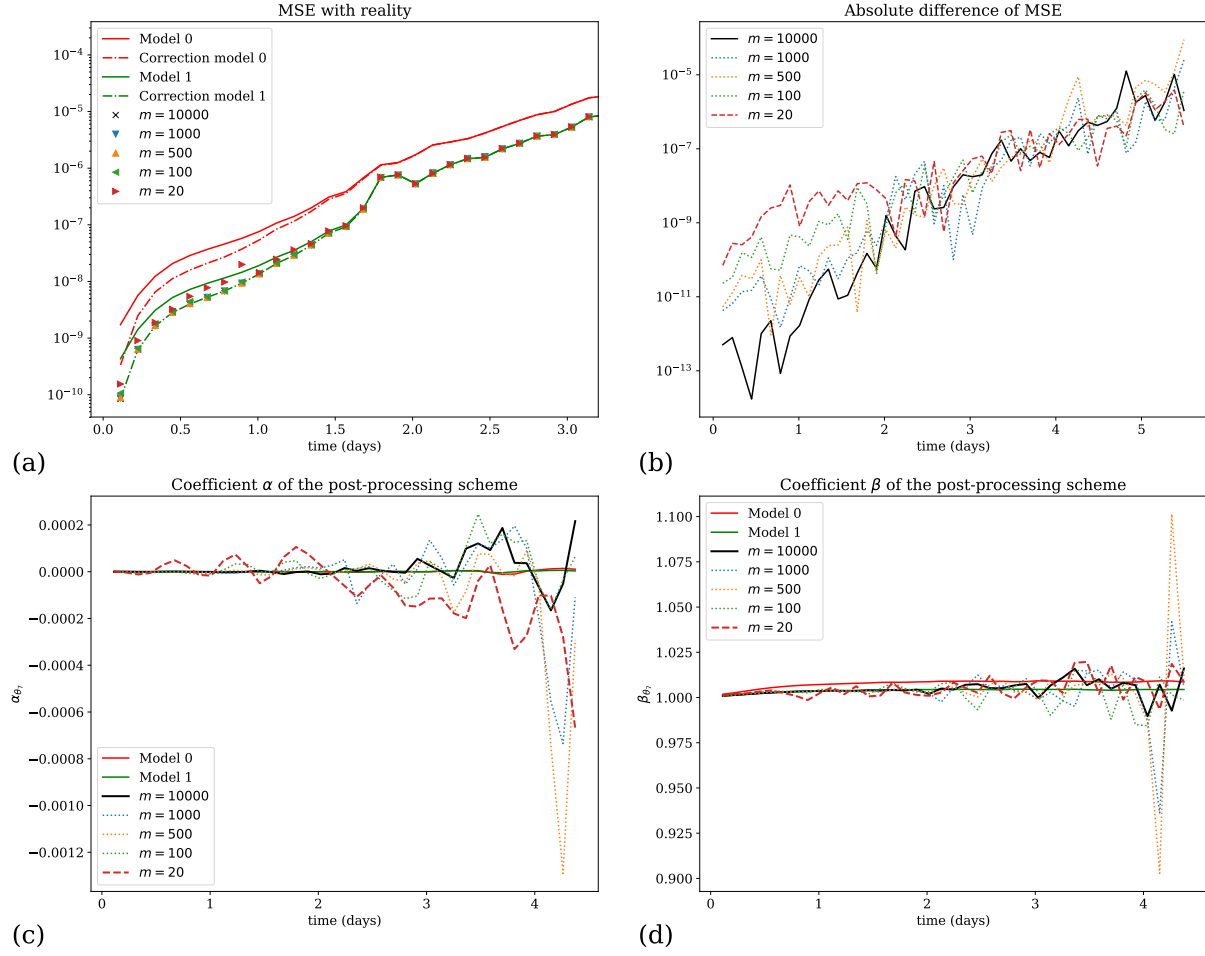 MSE with reality
10⁻⁴
10⁻⁵
10⁻⁶
10⁻⁷
10⁻⁸
10⁻⁹
10⁻¹⁰
Model 0
Correction model 0
Model 1
Correction model 1
m = 10000
m = 1000
m = 500
m = 100
m = 20
0.0 0.5 1.0 1.5 2.0 2.5 3.0
time (days)
(a)
Absolute difference of MSE
10⁻⁵
10⁻⁷
10⁻⁹
10⁻¹¹
10⁻¹³
m = 10000
m = 1000
m = 500
m = 100
m = 20
0 1 2 3 4 5
time (days)
(b)
Coefficient α of the post-processing scheme
0.0002
0.0000
−0.0002
−0.0004
−0.0006
−0.0008
−0.0010
−0.0012
α_θ₁
Model 0
Model 1
m = 10000
m = 1000
m = 500
m = 100
m = 20
0 1 2 3 4
time (days)
(c)
Coefficient β of the post-processing scheme
1.100
1.075
1.050
1.025
1.000
0.975
0.950
0.925
0.900
β_θ₁
Model 0
Model 1
m = 10000
m = 1000
m = 500
m = 100
m = 20
0 1 2 3 4
time (days)
(d)